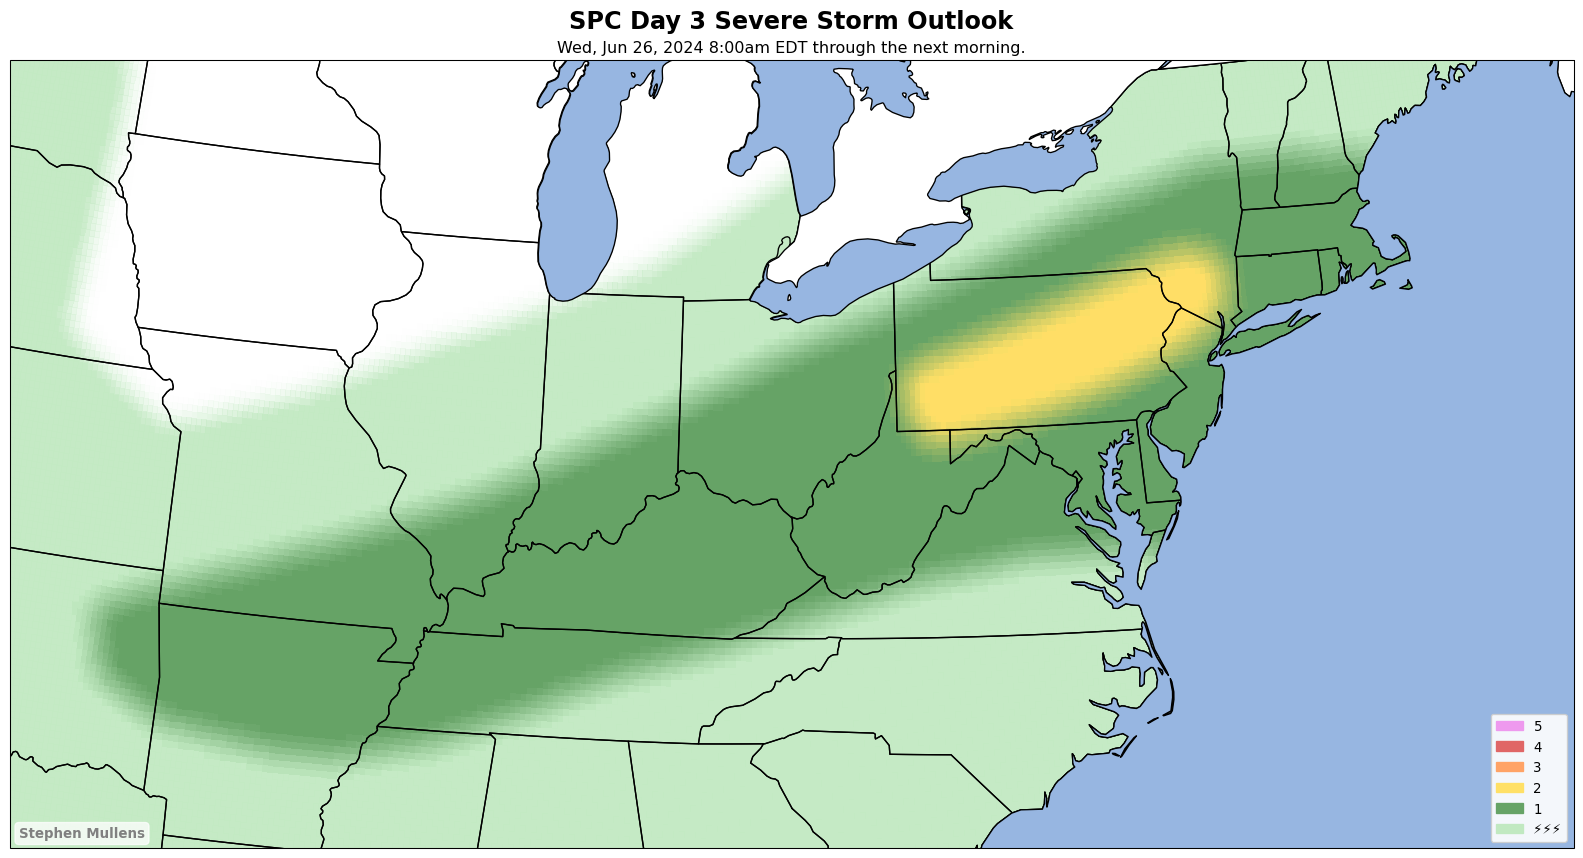 SPC Day 3 Severe Storm Outlook
Wed, Jun 26, 2024 8:00am EDT through the next morning.
5
4
3
2
1
⚡⚡⚡
Stephen Mullens